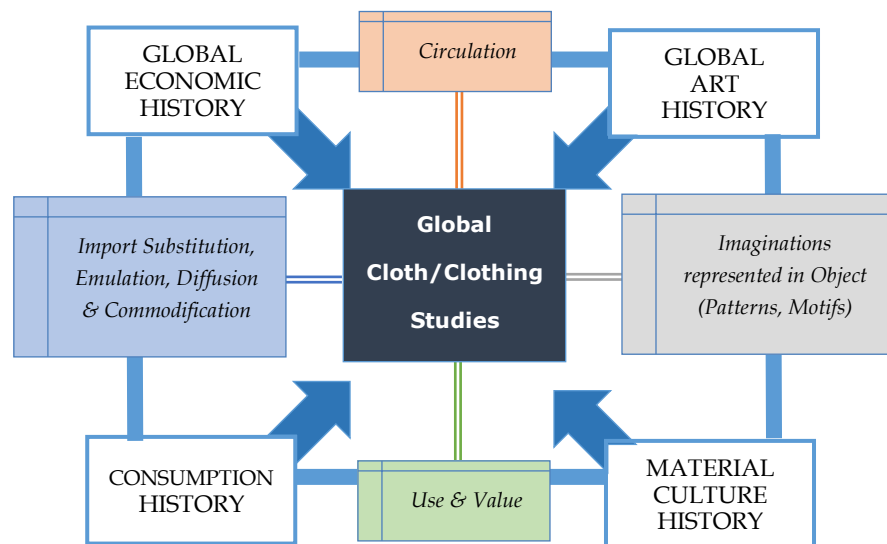 GLOBAL
ECONOMIC
HISTORY
Circulation
GLOBAL
ART
HISTORY
Import Substitution,
Emulation, Diffusion
& Commodification
Global
Cloth/Clothing
Studies
Imaginations
represented in Object
(Patterns, Motifs)
CONSUMPTION
HISTORY
Use & Value
MATERIAL
CULTURE
HISTORY